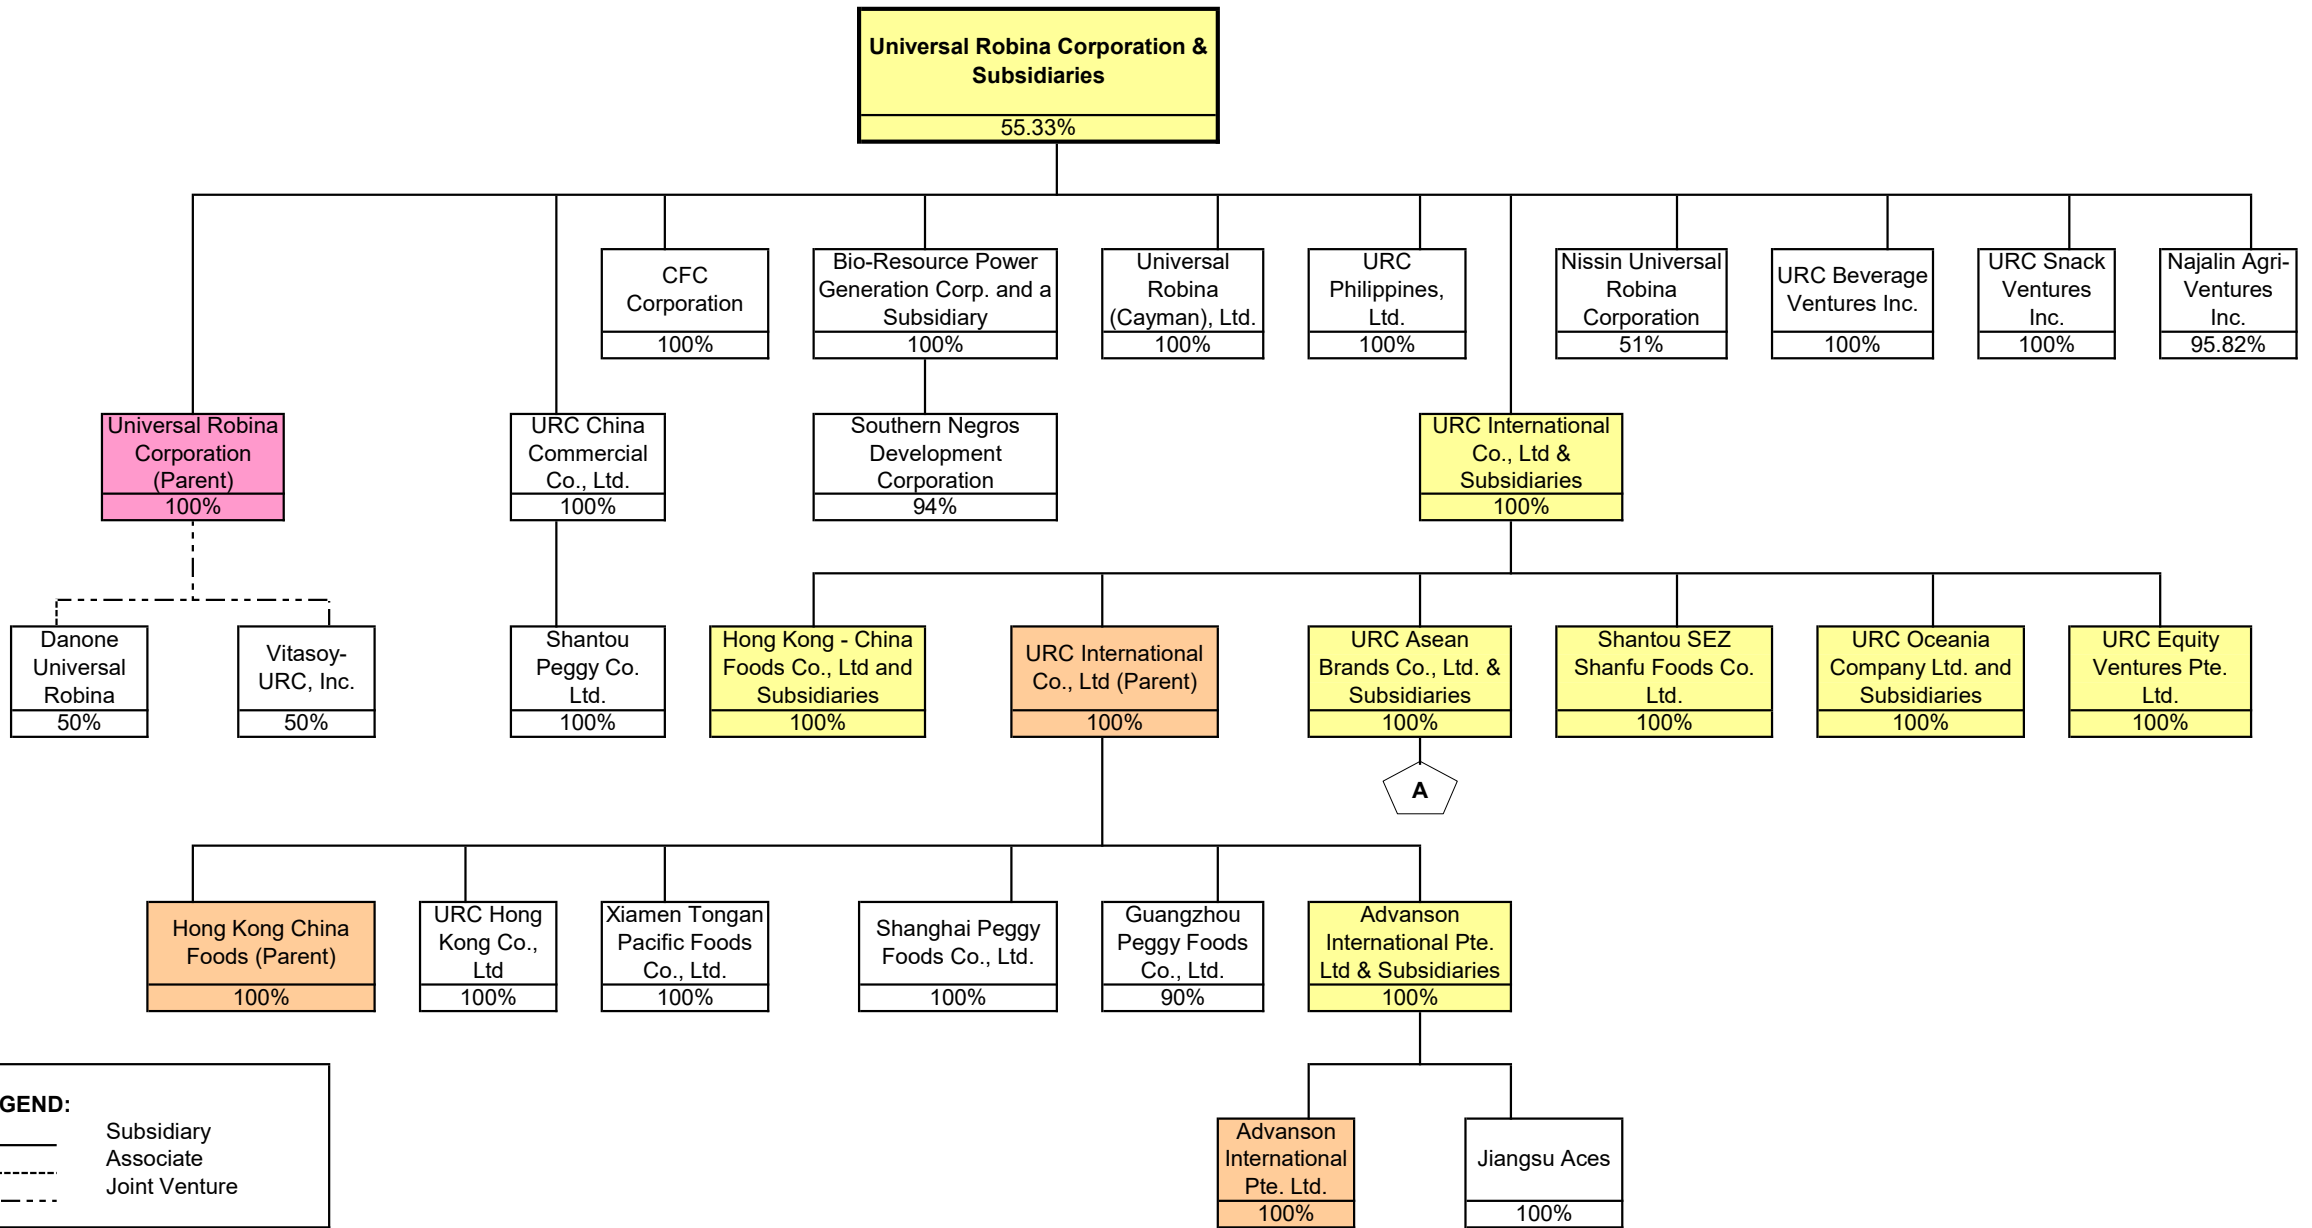 Universal Robina Corporation &
Subsidiaries
55.33%
CFC
Corporation
100%
Bio-Resource Power
Generation Corp. and a
Subsidiary
100%
Universal
Robina
(Cayman), Ltd.
100%
URC
Philippines,
Ltd.
100%
Nissin Universal
Robina
Corporation
51%
URC Beverage
Ventures Inc.
100%
URC Snack
Ventures
Inc.
100%
Najalin Agri-
Ventures
Inc.
95.82%
Universal Robina
Corporation
(Parent)
100%
URC China
Commercial
Co., Ltd.
100%
Southern Negros
Development
Corporation
94%
URC International
Co., Ltd &
Subsidiaries
100%
Danone
Universal
Robina
50%
Vitasoy-
URC, Inc.
50%
Shantou
Peggy Co.
Ltd.
100%
Hong Kong - China
Foods Co., Ltd and
Subsidiaries
100%
URC International
Co., Ltd (Parent)
100%
URC Asean
Brands Co., Ltd. &
Subsidiaries
100%
Shantou SEZ
Shanfu Foods Co.
Ltd.
100%
URC Oceania
Company Ltd. and
Subsidiaries
100%
URC Equity
Ventures Pte.
Ltd.
100%
A
Hong Kong China
Foods (Parent)
100%
URC Hong
Kong Co.,
Ltd
100%
Xiamen Tongan
Pacific Foods
Co., Ltd.
100%
Shanghai Peggy
Foods Co., Ltd.
100%
Guangzhou
Peggy Foods
Co., Ltd.
90%
Advanson
International Pte.
Ltd & Subsidiaries
100%
GEND:
Subsidiary
Associate
Joint Venture
Advanson
International
Pte. Ltd.
100%
Jiangsu Aces
100%